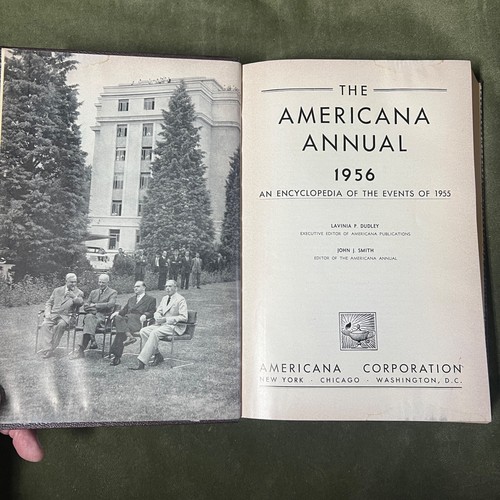 THE
AMERICANA
ANNUAL
1956
AN ENCYCLOPEDIA OF THE EVENTS OF 1955
LAVINIA P. DUDLEY
EXECUTIVE EDITOR OF AMERICANA PUBLICATIONS
JOHN J. SMITH
EDITOR OF THE AMERICANA ANNUAL
AMERICANA CORPORATION
NEW YORK · CHICAGO · WASHINGTON, D.C.